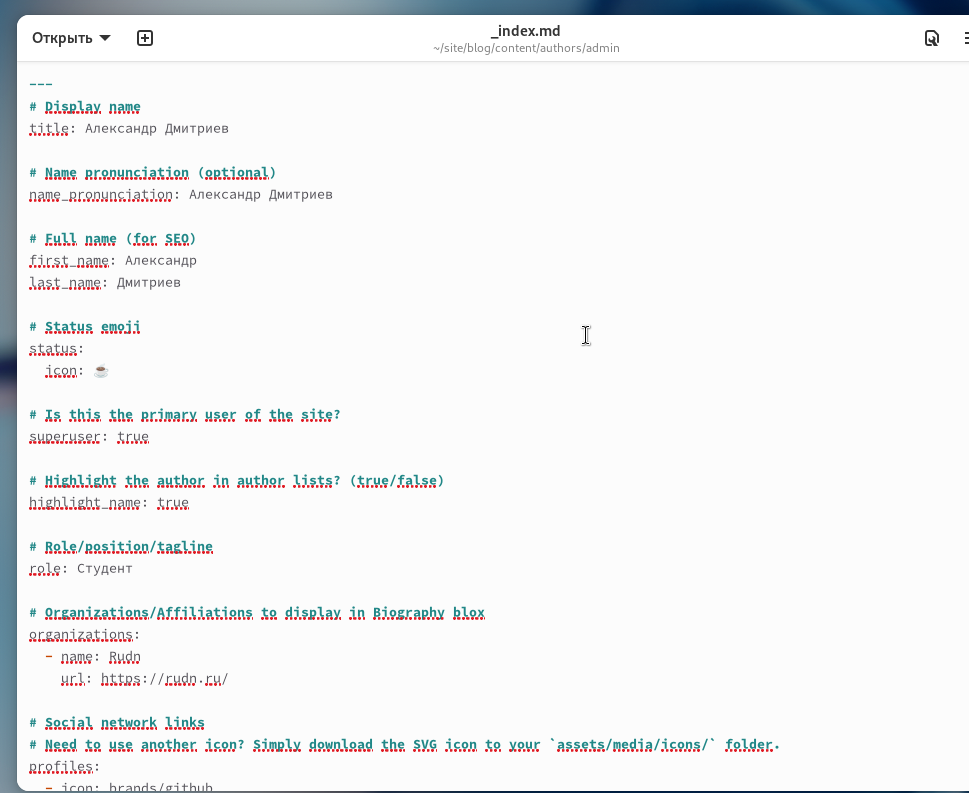 Открыть
_index.md
~/site/blog/content/authors/admin
---
# Display name
title: Александр Дмитриев
# Name pronunciation (optional)
name_pronunciation: Александр Дмитриев
# Full name (for SEO)
first_name: Александр
last_name: Дмитриев
# Status emoji
status:
  icon: ☕
# Is this the primary user of the site?
superuser: true
# Highlight the author in author lists? (true/false)
highlight_name: true
# Role/position/tagline
role: Студент
# Organizations/Affiliations to display in Biography blox
organizations:
  - name: Rudn
    url: https://rudn.ru/
# Social network links
# Need to use another icon? Simply download the SVG icon to your `assets/media/icons/` folder.
profiles:
  - icon: brands/github